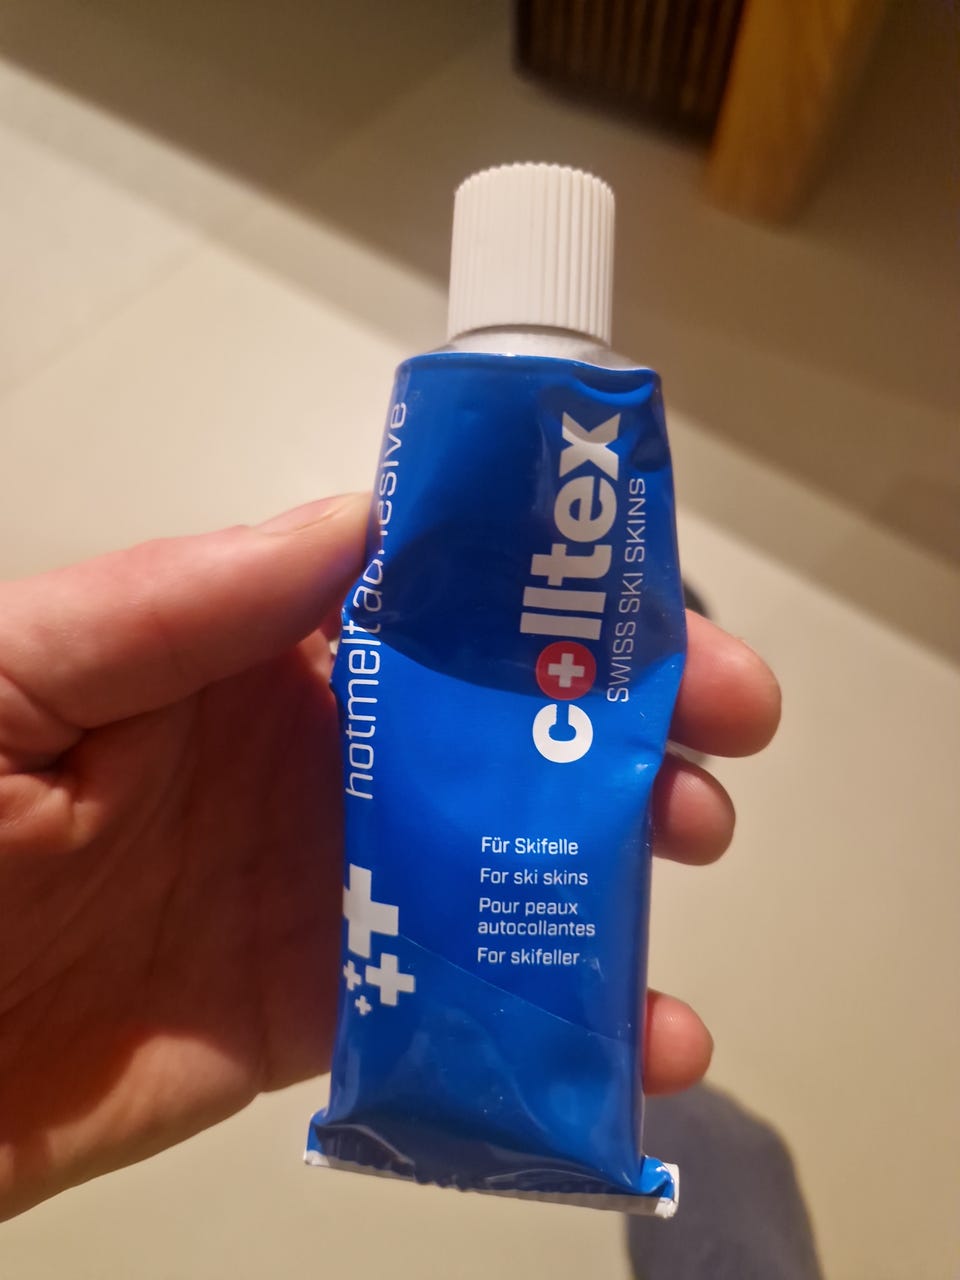 colltex
SWISS SKI SKINS
hotmelt adhesive
Für Skifelle
For ski skins
Pour peaux
autocollantes
For skifeller